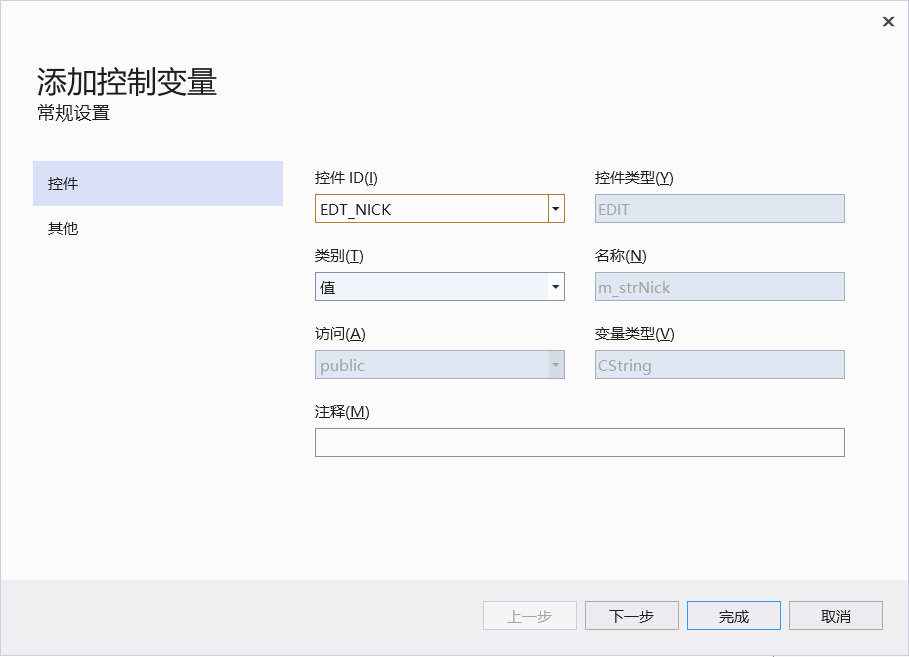 添加控制变量
常规设置
控件
其他
控件 ID(I)
控件类型(Y)
EDT_NICK
EDIT
类别(T)
名称(N)
值
m_strNick
访问(A)
变量类型(V)
public
CString
注释(M)
上一步
下一步
完成
取消